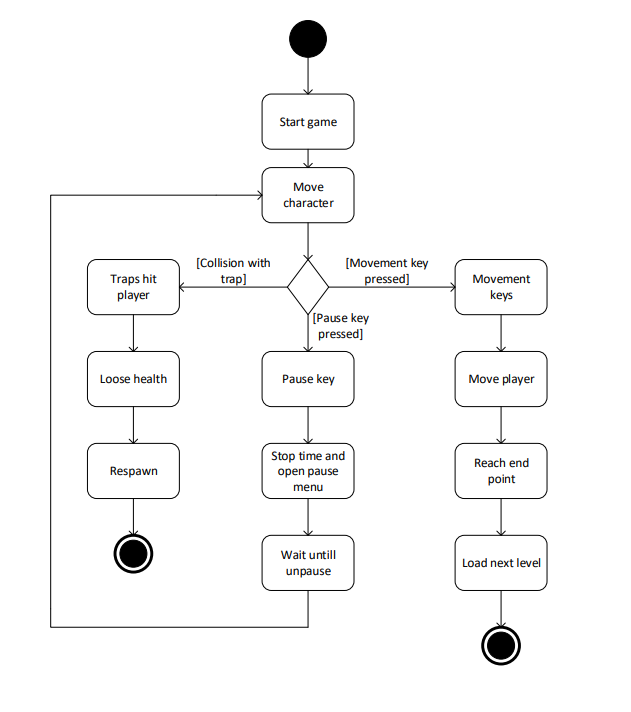 Start game
Move
character
[Collision with
trap]
[Movement key
pressed]
Traps hit
player
Movement
keys
[Pause key
pressed]
Loose health
Pause key
Move player
Respawn
Stop time and
open pause
menu
Reach end
point
Wait untill
unpause
Load next level